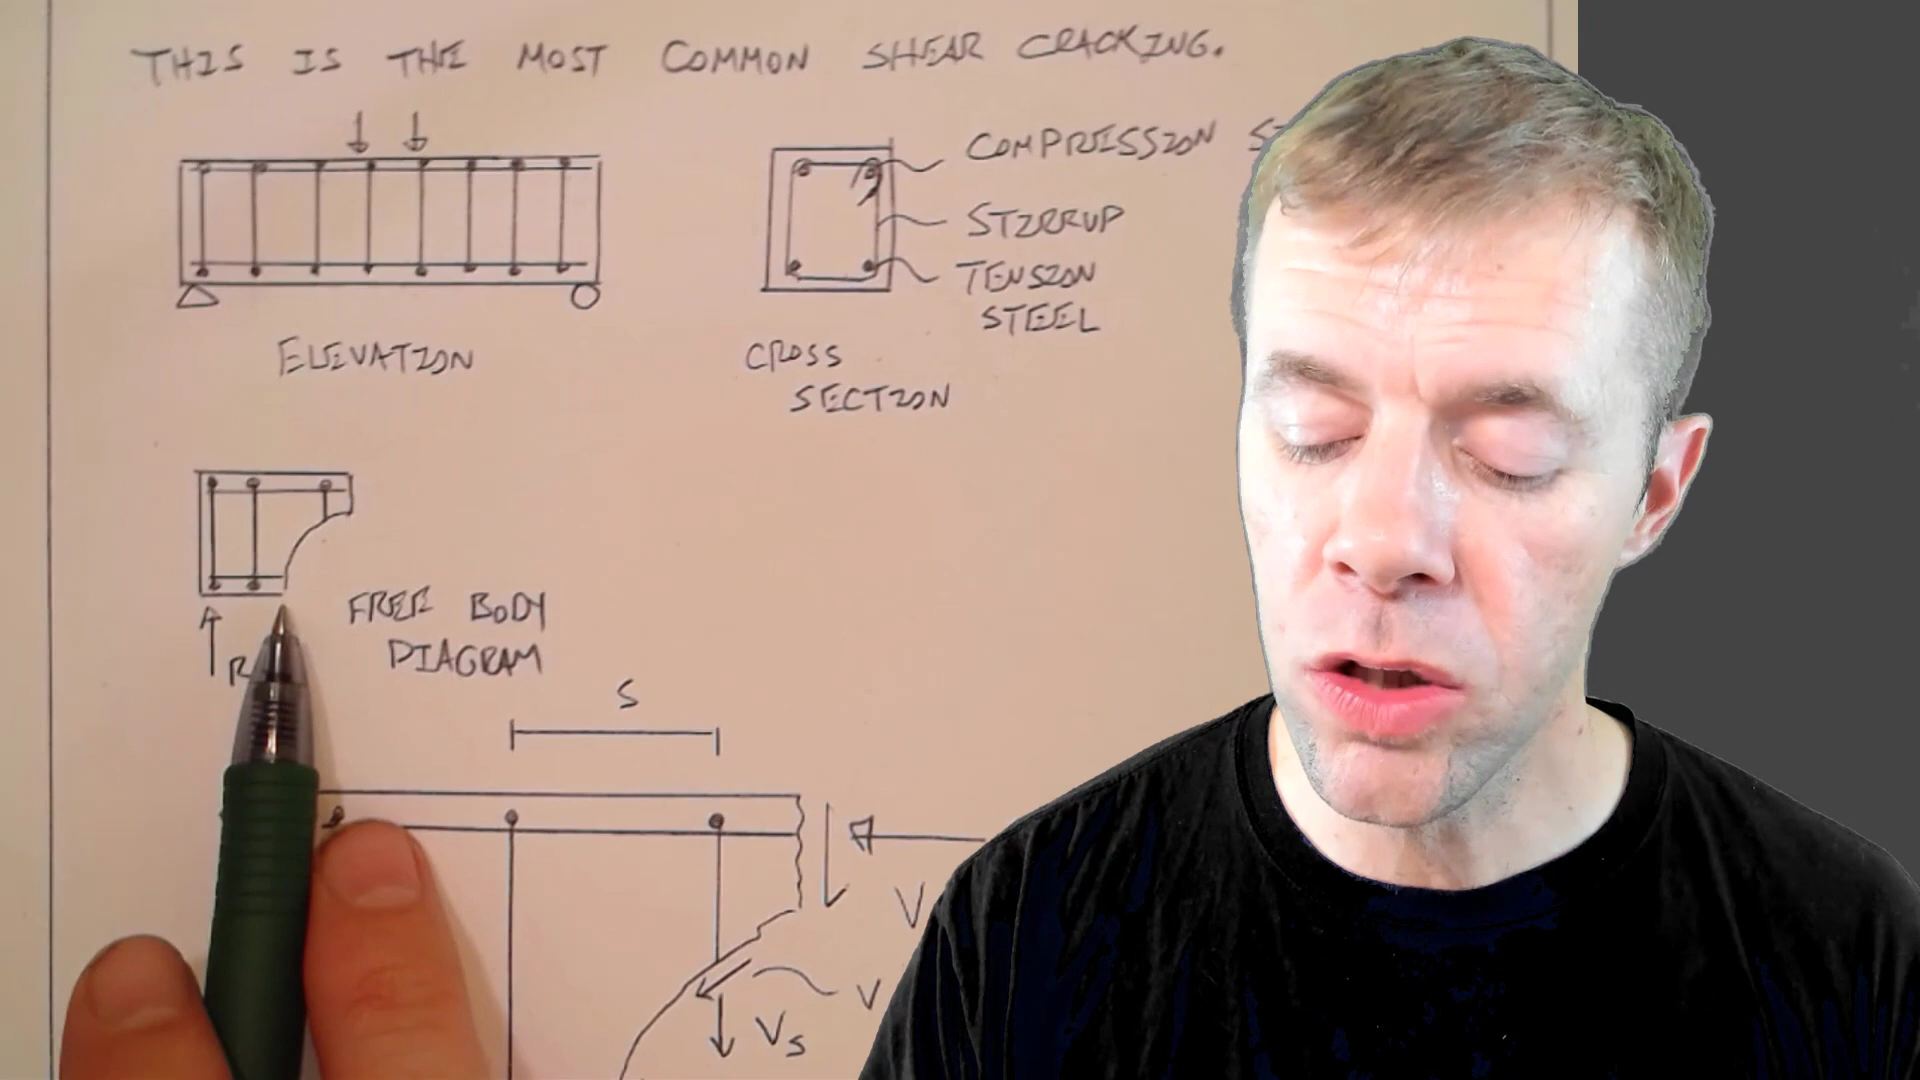 THIS IS THE MOST COMMON SHEAR CRACKING.
COMPRESSION
STIRRUP
TENSION
STEEL
ELEVATION
CROSS
SECTION
FREE BODY
DIAGRAM
R
S
V
V
Vs